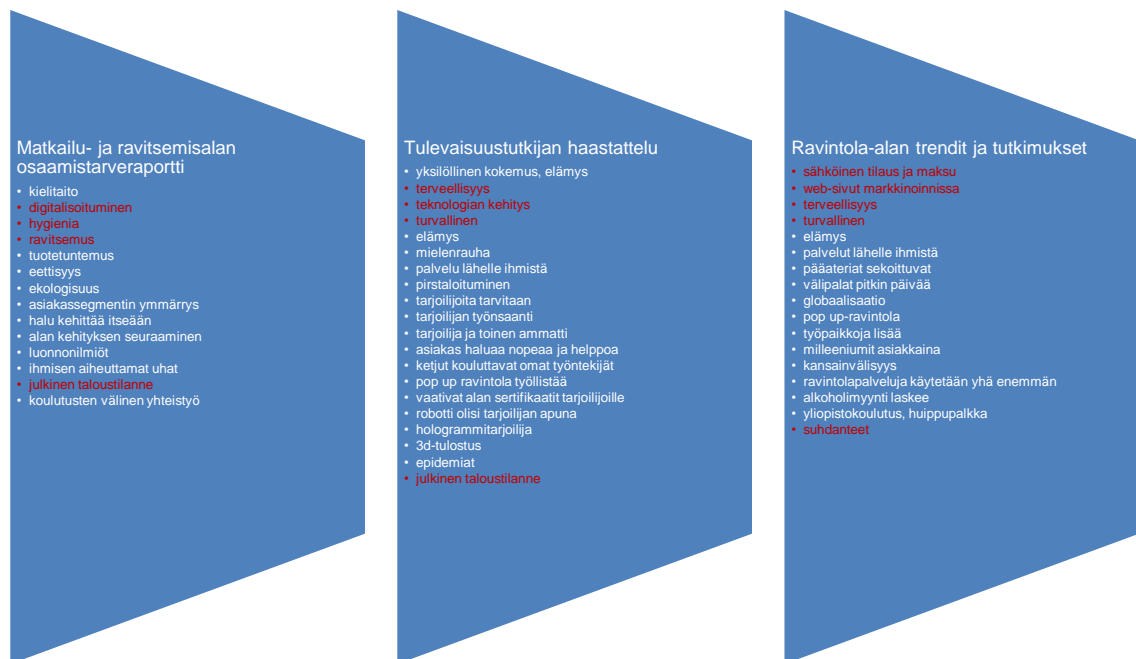 Matkailu- ja ravitsemisalan
osaamistarveraportti
• kielitaito
• digitalisoituminen
• hygienia
• ravitsemus
• tuotetuntemus
• eettisyys
• ekologisuus
• asiakassegmentin ymmärrys
• halu kehittää itseään
• alan kehityksen seuraaminen
• luonnonilmiöt
• ihmisen aiheuttamat uhat
• julkinen taloustilanne
• koulutusten välinen yhteistyö
Tulevaisuustutkijan haastattelu
• yksilöllinen kokemus, elämys
• terveellisyys
• teknologian kehitys
• turvallinen
• elämys
• mielenrauha
• palvelu lähelle ihmistä
• pirstaloituminen
• tarjoilijoita tarvitaan
• tarjoilijan työnsaanti
• tarjoilija ja toinen ammatti
• asiakas haluaa nopeaa ja helppoa
• ketjut kouluttavat omat työntekijät
• pop up ravintola työllistää
• vaativat alan sertifikaatit tarjoilijoille
• robotti olisi tarjoilijan apuna
• hologrammitarjoilija
• 3d-tulostus
• epidemiat
• julkinen taloustilanne
Ravintola-alan trendit ja tutkimukset
• sähköinen tilaus ja maksu
• web-sivut markkinoinnissa
• terveellisyys
• turvallinen
• elämys
• palvelut lähelle ihmistä
• pääateriat sekoittuvat
• välipalat pitkin päivää
• globaalisaatio
• pop up-ravintola
• työpaikkoja lisää
• milleeniumit asiakkaina
• kansainvälisyys
• ravintolapalveluja käytetään yhä enemmän
• alkoholimyynti laskee
• yliopistokoulutus, huippupalkka
• suhdanteet